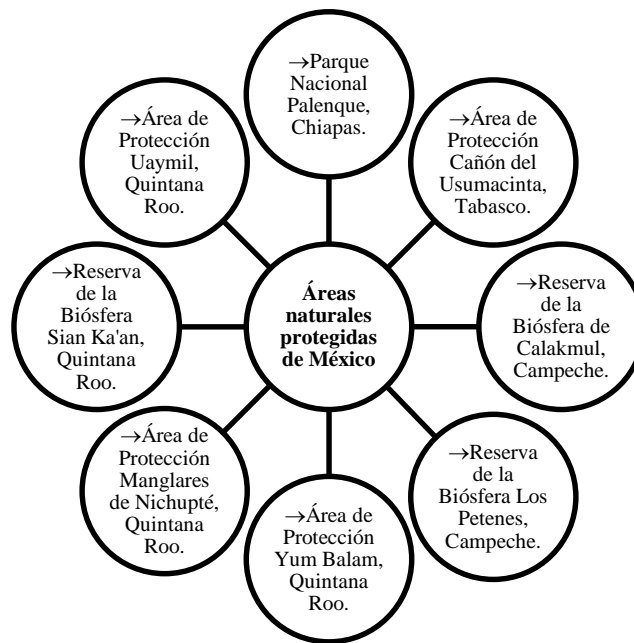 →Parque
Nacional
Palenque,
Chiapas.
→Área de
Protección
Cañón del
Usumacinta,
Tabasco.
→Reserva
de la
Biósfera de
Calakmul,
Campeche.
→Reserva
de la
Biósfera Los
Petenes,
Campeche.
→Área de
Protección
Yum Balam,
Quintana
Roo.
→Área de
Protección
Manglares
de Nichupté,
Quintana
Roo.
→Reserva
de la
Biósfera
Sian Ka'an,
Quintana
Roo.
→Área de
Protección
Uaymil,
Quintana
Roo.
Áreas
naturales
protegidas
de México